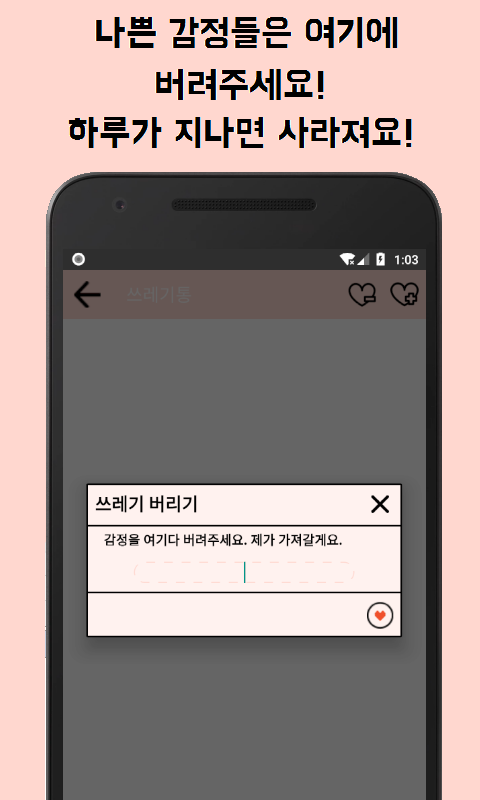 나쁜 감정들은 여기에
버려주세요!
하루가 지나면 사라져요!
1:03
쓰레기통
쓰레기 버리기
감정을 여기다 버려주세요. 제가 가져갈게요.